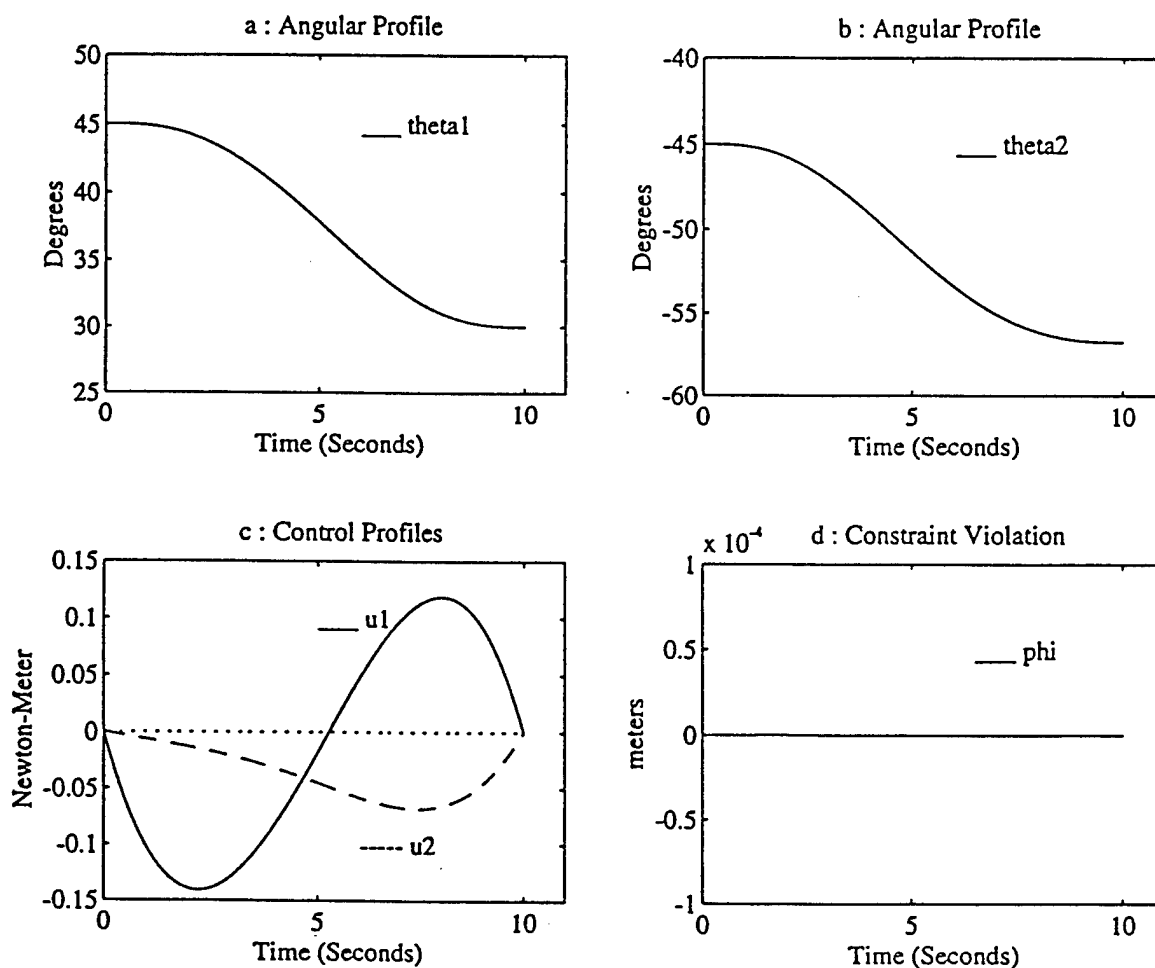 a : Angular Profile
50
45
40
35
30
25
Degrees
theta1
0
5
10
Time (Seconds)
b : Angular Profile
-40
-45
-50
-55
-60
Degrees
theta2
0
5
10
Time (Seconds)
c : Control Profiles
0.15
0.1
0.05
0
-0.05
-0.1
-0.15
Newton-Meter
u1
u2
0
5
10
Time (Seconds)
x 10⁻⁴
d : Constraint Violation
1
0.5
0
-0.5
-1
meters
phi
0
5
10
Time (Seconds)